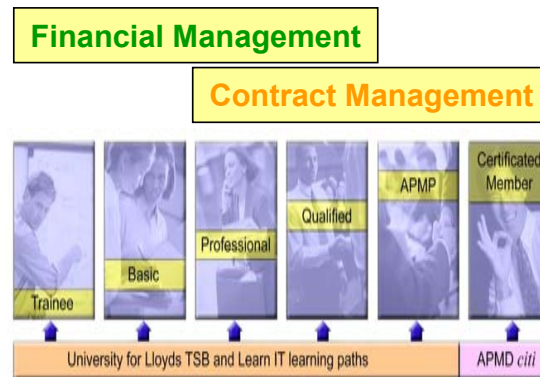 Financial Management
Contract Management
Trainee
Basic
Professional
Qualified
APMP
Certificated
Member
University for Lloyds TSB and Learn IT learning paths
APMD citi